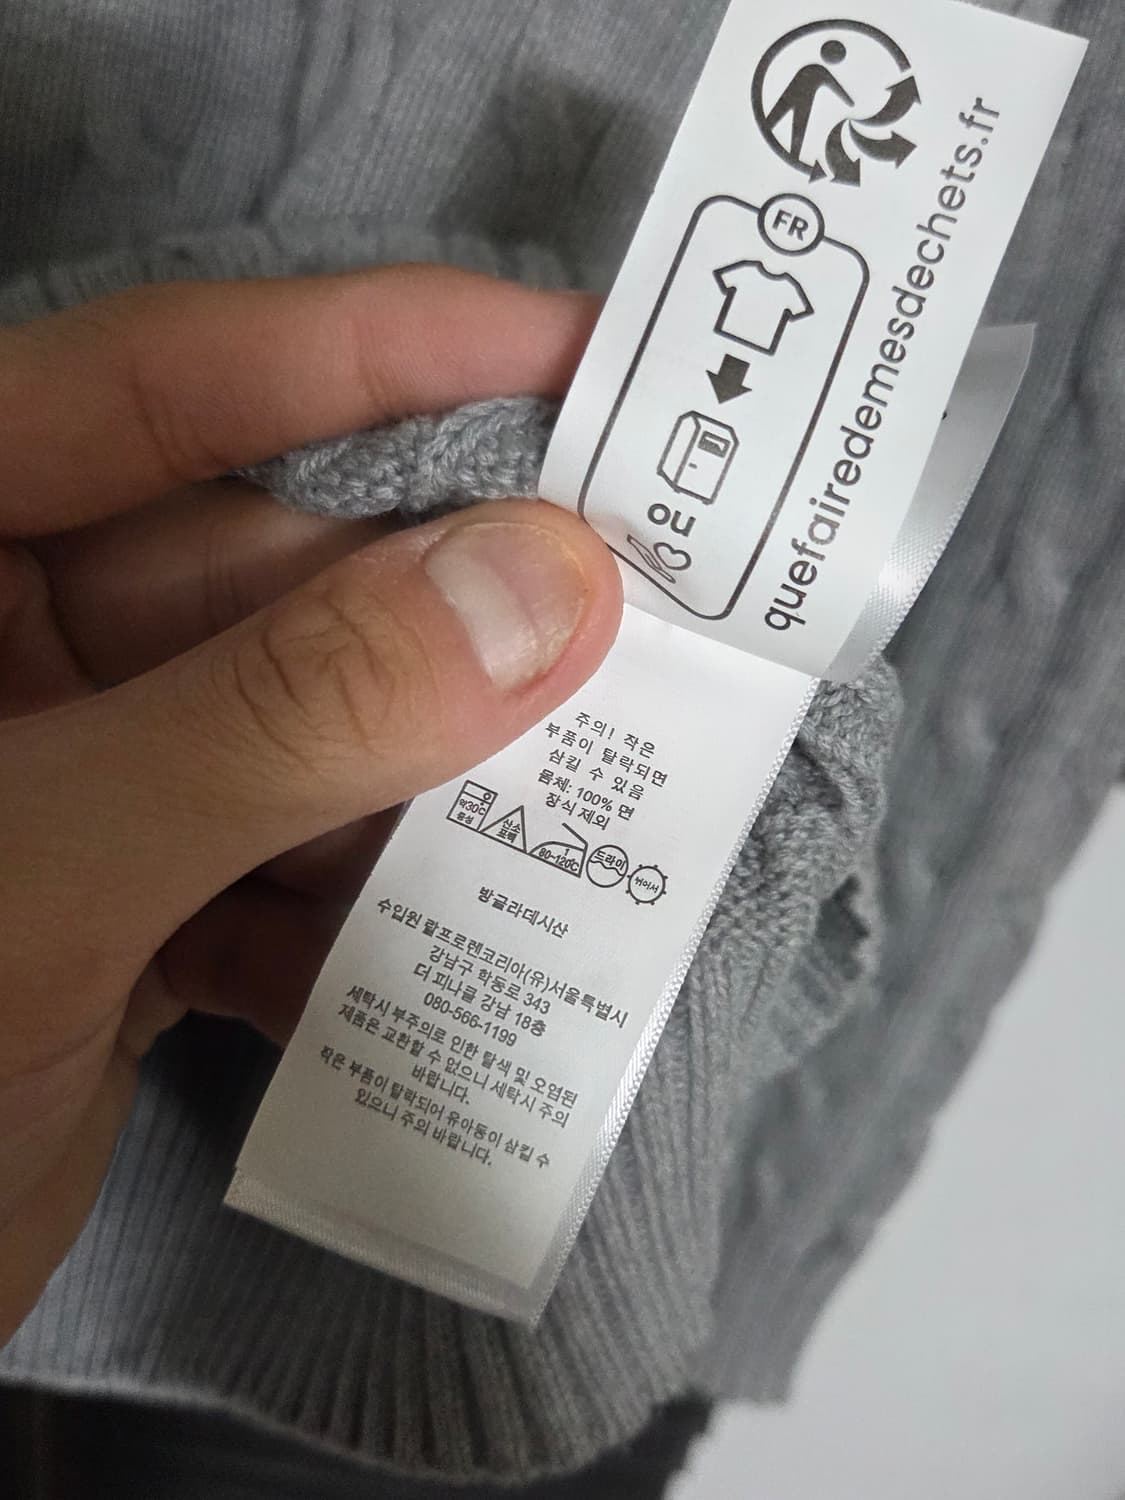 FR
OU
quefairedemesdechets.fr
주의! 작은
부품이 탈락되면
삼킬 수 있음
몸체: 100% 면
장식 제외
약30℃
중성
산소
표백
1
80~120℃
드라이
뉘어서
방글라데시산
수입원 랄프로렌코리아(유)서울특별시
강남구 학동로 343
더 피나클 강남 18층
080-566-1199
세탁시 부주의로 인한 탈색 및 오염된
제품은 교환할 수 없으니 세탁시 주의
바랍니다.
작은 부품이 탈락되어 유아동이 삼킬 수
있으니 주의 바랍니다.